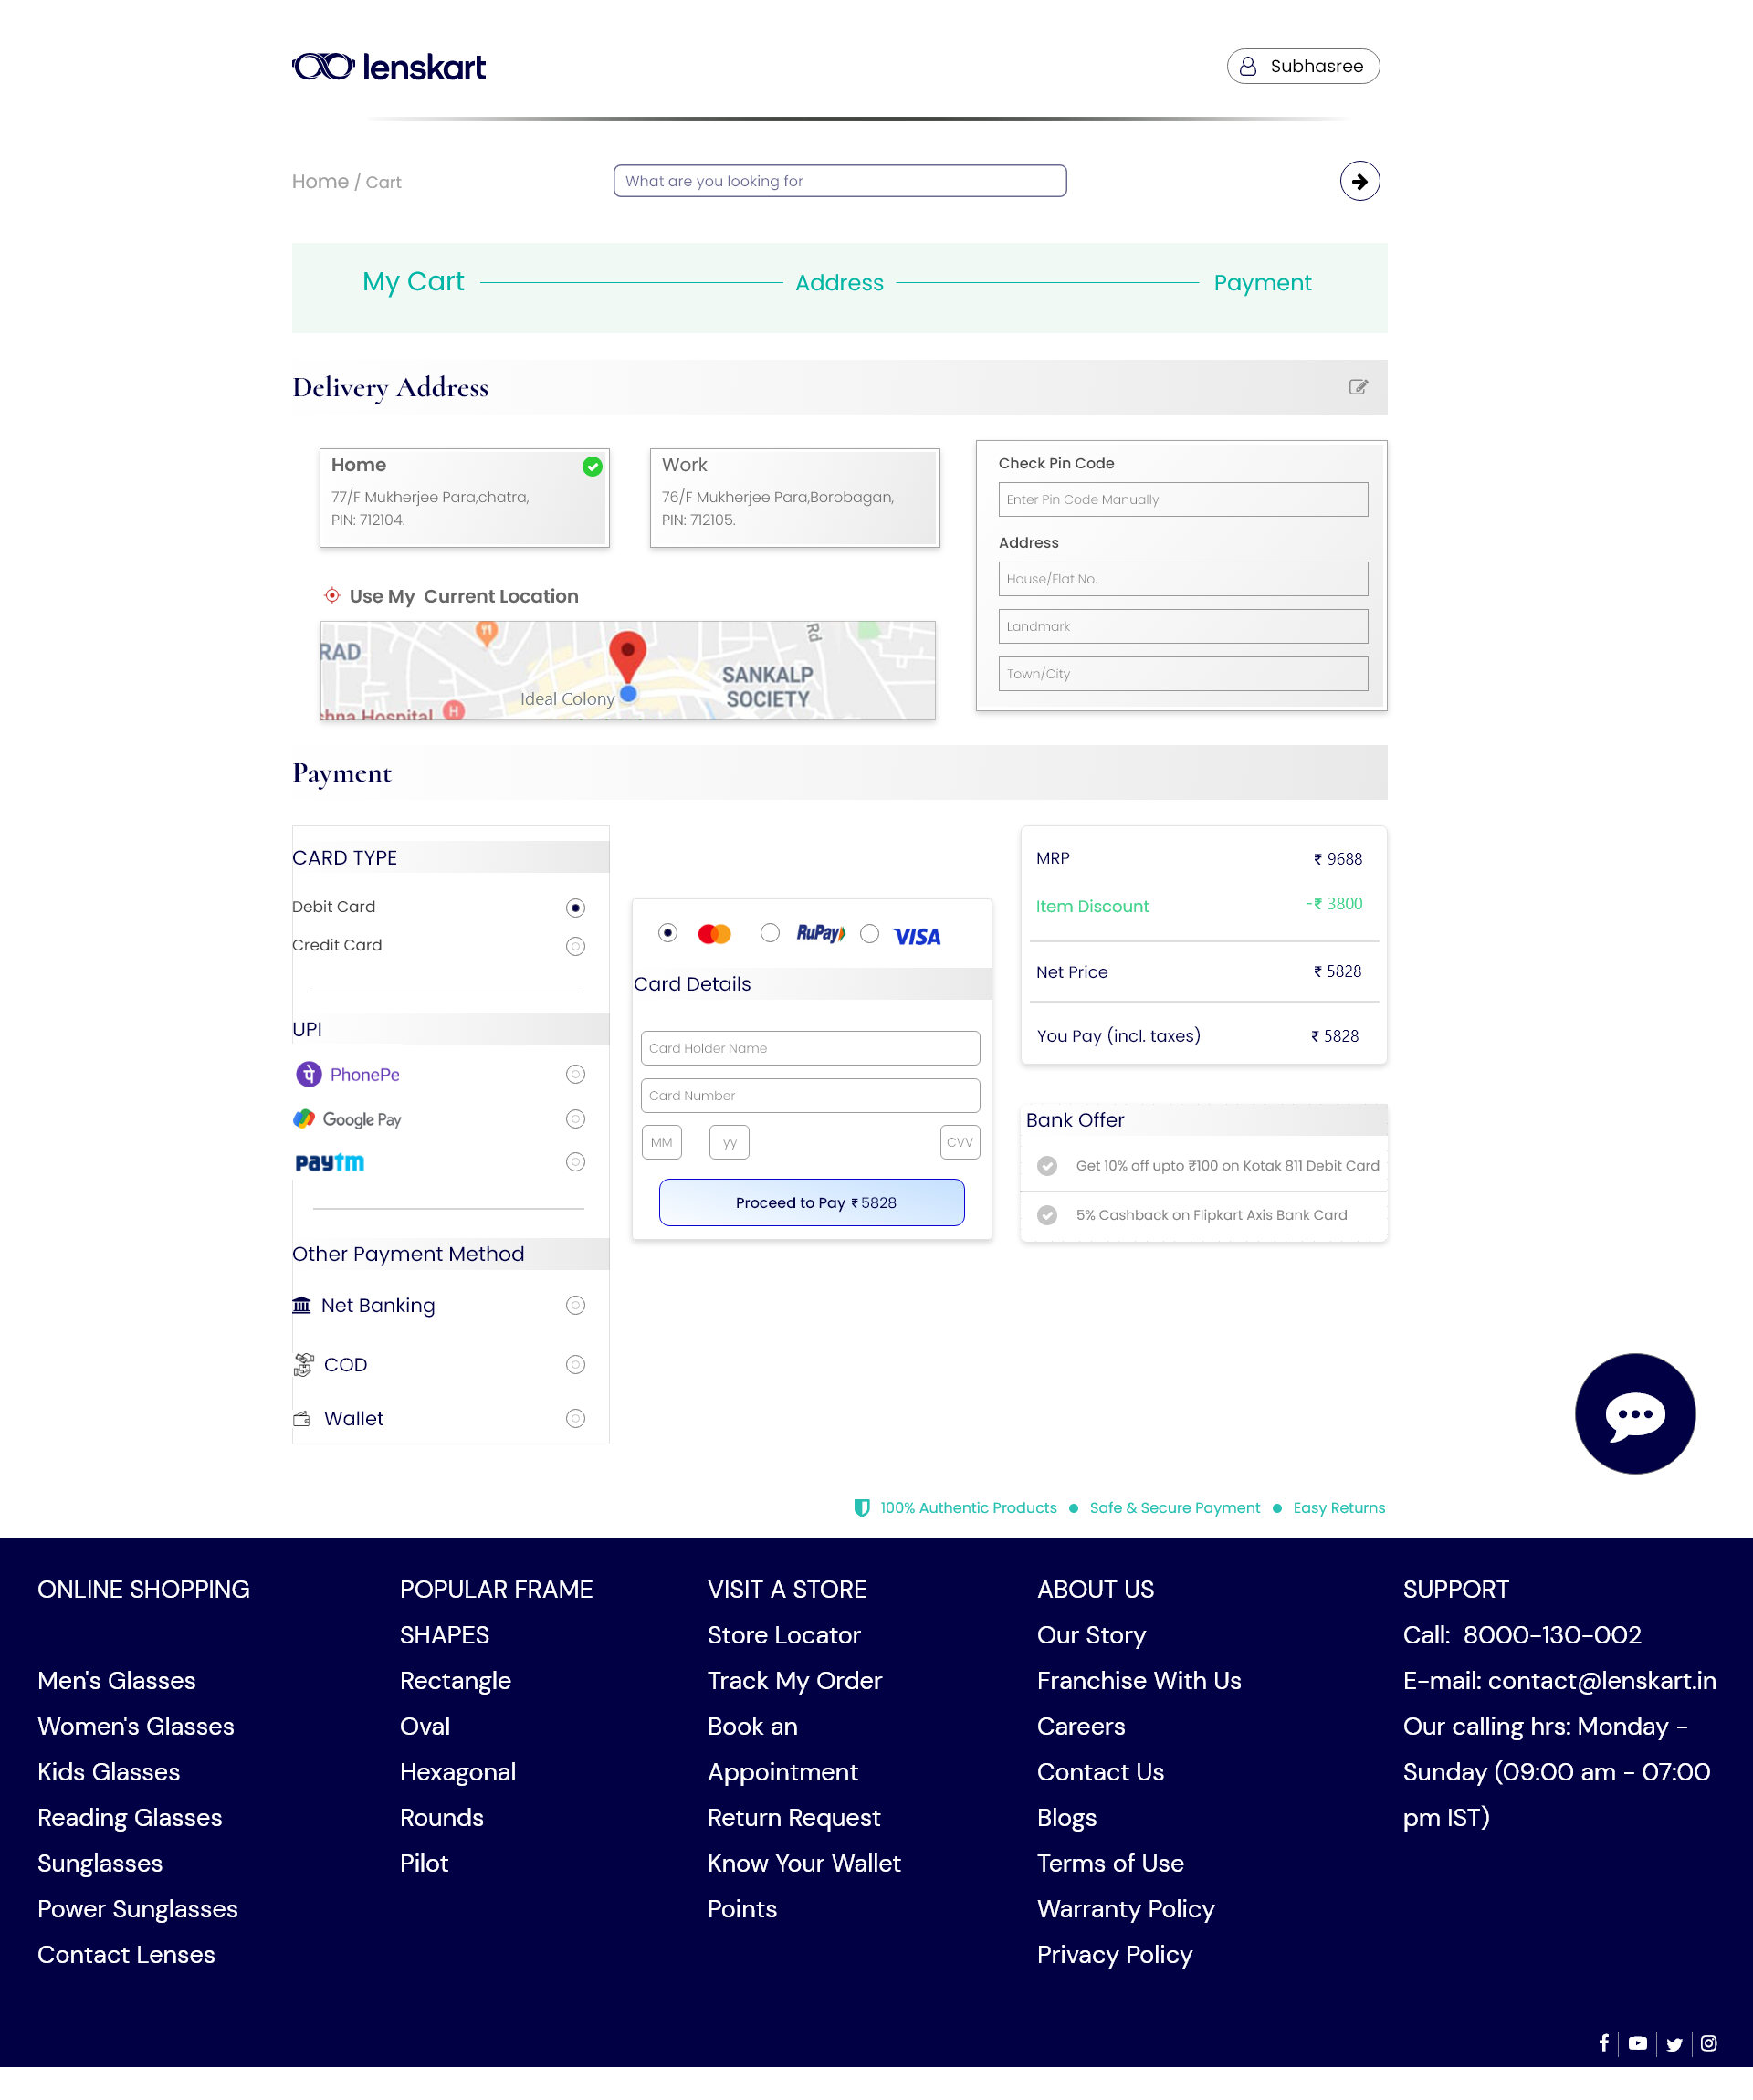 lenskart
Subhasree
Home / Cart
What are you looking for
My Cart
Address
Payment
Delivery Address
Home
77/F Mukherjee Para,chatra,
PIN: 712104.
Work
76/F Mukherjee Para,Borobagan,
PIN: 712105.
Check Pin Code
Enter Pin Code Manually
Address
House/Flat No.
Landmark
Town/City
Use My Current Location
RAD
Rd
SANKALP
SOCIETY
Ideal Colony
hna Hospital
H
Payment
CARD TYPE
Debit Card
Credit Card
UPI
PhonePe
Google Pay
paytm
Other Payment Method
Net Banking
COD
Wallet
RuPay
VISA
Card Details
Card Holder Name
Card Number
MM
yy
CVV
Proceed to Pay ₹ 5828
MRP ₹ 9688
Item Discount -₹ 3800
Net Price ₹ 5828
You Pay (incl. taxes) ₹ 5828
Bank Offer
Get 10% off upto ₹100 on Kotak 811 Debit Card
5% Cashback on Flipkart Axis Bank Card
100% Authentic Products
Safe & Secure Payment
Easy Returns
ONLINE SHOPPING
Men's Glasses
Women's Glasses
Kids Glasses
Reading Glasses
Sunglasses
Power Sunglasses
Contact Lenses
POPULAR FRAME
SHAPES
Rectangle
Oval
Hexagonal
Rounds
Pilot
VISIT A STORE
Store Locator
Track My Order
Book an
Appointment
Return Request
Know Your Wallet
Points
ABOUT US
Our Story
Franchise With Us
Careers
Contact Us
Blogs
Terms of Use
Warranty Policy
Privacy Policy
SUPPORT
Call: 8000-130-002
E-mail: contact@lenskart.in
Our calling hrs: Monday -
Sunday (09:00 am - 07:00
pm IST)